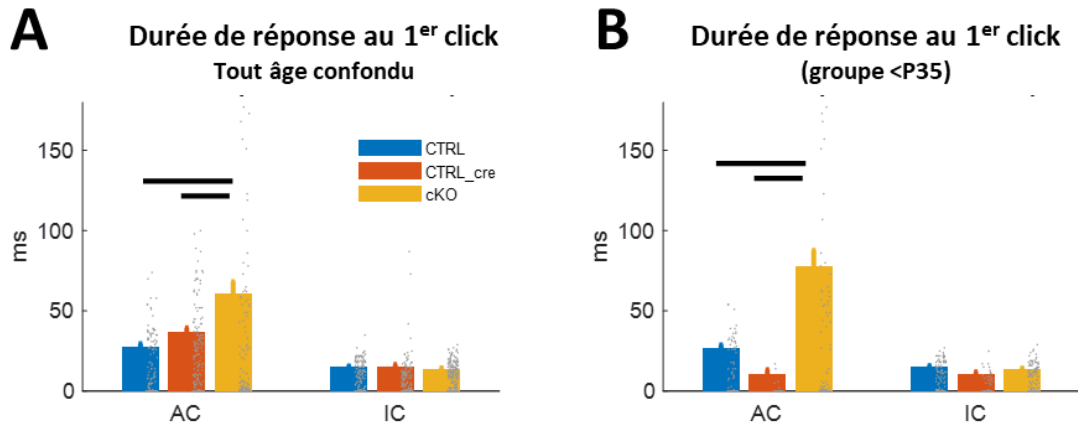 A
Durée de réponse au 1er click
Tout âge confondu
150
100
50
0
ms
CTRL
CTRL_cre
cKO
AC
IC
B
Durée de réponse au 1er click
(groupe <P35)
150
100
50
0
ms
AC
IC